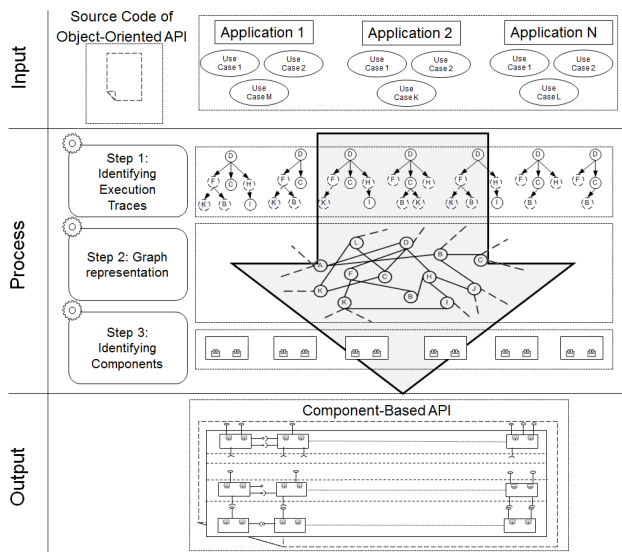 Input
Source Code of
Object-Oriented API
Application 1
Use
Case 1
Use
Case 2
Use
Case M
Application 2
Use
Case 1
Use
Case 2
Use
Case K
Application N
Use
Case 1
Use
Case 2
Use
Case L
Process
Step 1:
Identifying
Execution
Traces
D
F
C
H
K
B
I
D
F
C
K
B
D
F
C
H
K
I
D
F
C
H
B
K
D
F
C
H
K
B
I
D
C
H
B
I
D
C
B
Step 2: Graph
representation
L
D
B
C
A
F
C
H
K
J
K
B
I
Step 3:
Identifying
Components
Output
Component-Based API